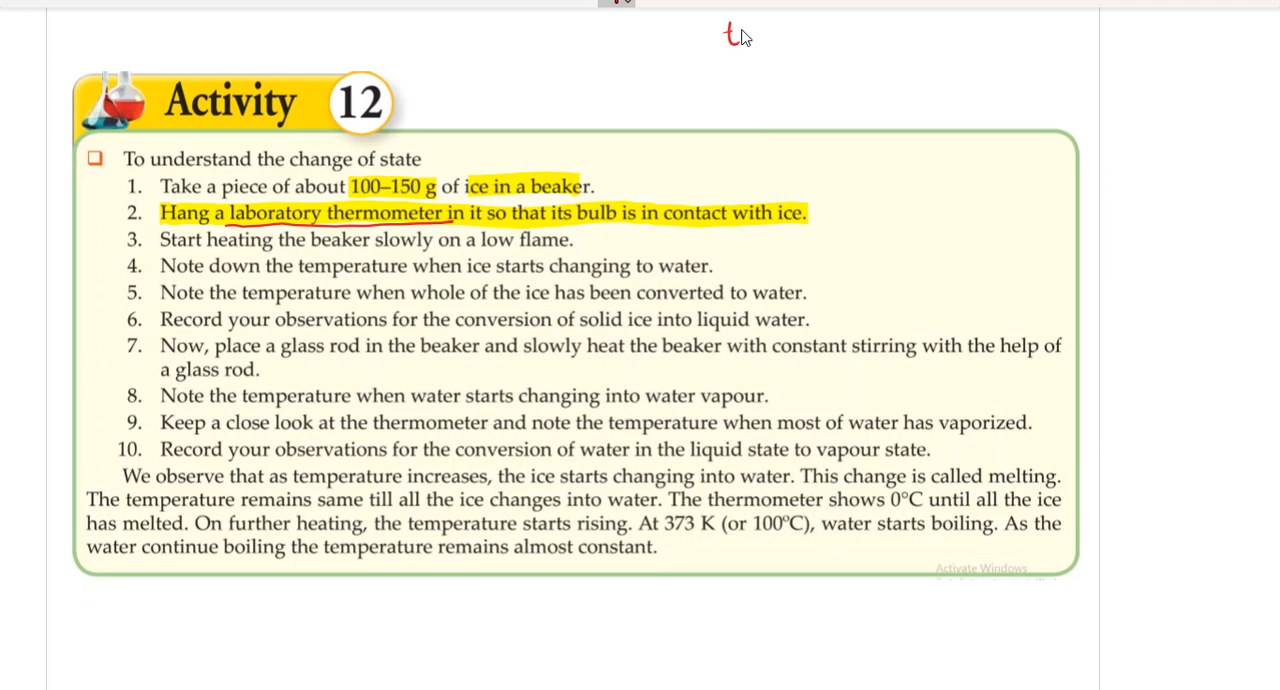 t
Activity 12
To understand the change of state
1. Take a piece of about 100–150 g of ice in a beaker.
2. Hang a laboratory thermometer in it so that its bulb is in contact with ice.
3. Start heating the beaker slowly on a low flame.
4. Note down the temperature when ice starts changing to water.
5. Note the temperature when whole of the ice has been converted to water.
6. Record your observations for the conversion of solid ice into liquid water.
7. Now, place a glass rod in the beaker and slowly heat the beaker with constant stirring with the help of
a glass rod.
8. Note the temperature when water starts changing into water vapour.
9. Keep a close look at the thermometer and note the temperature when most of water has vaporized.
10. Record your observations for the conversion of water in the liquid state to vapour state.
We observe that as temperature increases, the ice starts changing into water. This change is called melting.
The temperature remains same till all the ice changes into water. The thermometer shows 0°C until all the ice
has melted. On further heating, the temperature starts rising. At 373 K (or 100°C), water starts boiling. As the
water continue boiling the temperature remains almost constant.
Activate Windows